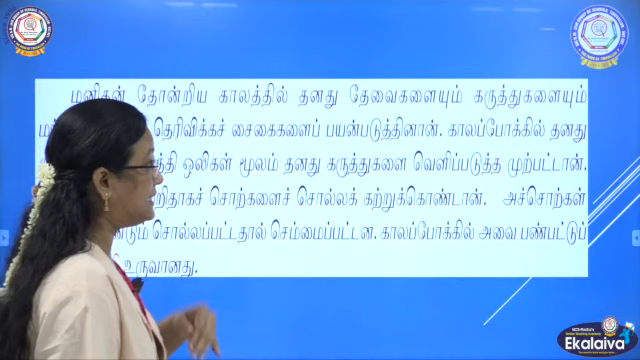 மனிதன் தோன்றிய காலத்தில் தனது தேவைகளையும் கருத்துகளையும்
தெரிவிக்கச் சைகைகளைப் பயன்படுத்தினான். காலப்போக்கில் தனது
ஒலிகள் மூலம் தனது கருத்துகளை வெளிப்படுத்த முற்பட்டான்.
சொற்களைச் சொல்லக் கற்றுக்கொண்டான். அச்சொற்கள்
சொல்லப்பட்டதால் செம்மைப்பட்டன. காலப்போக்கில் அவை பண்பட்டுப்
உருவானது.
Ekalaiva